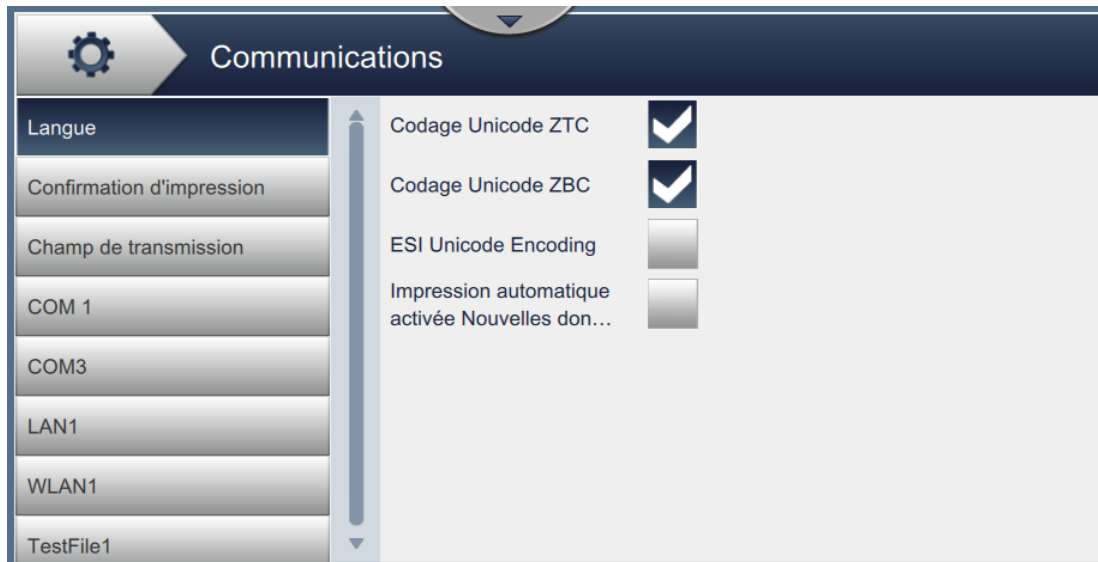 Communications
Langue
Confirmation d'impression
Champ de transmission
COM 1
COM3
LAN1
WLAN1
TestFile1
Codage Unicode ZTC
Codage Unicode ZBC
ESI Unicode Encoding
Impression automatique
activée Nouvelles don…